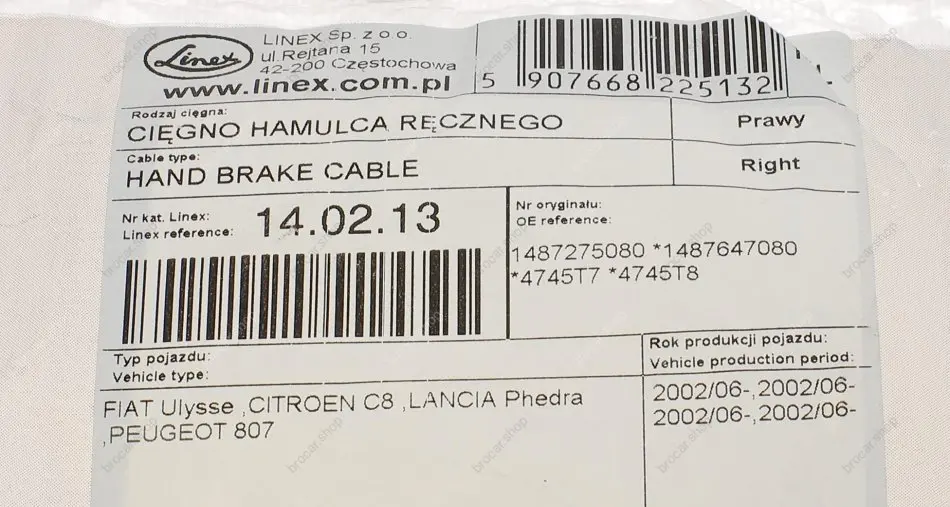 Linex
LINEX Sp. z o.o.
ul.Rejtana 15
42-200 Częstochowa
www.linex.com.pl
5 907668 225132
Rodzaj cięgna:
CIĘGNO HAMULCA RĘCZNEGO
Prawy
Cable type:
HAND BRAKE CABLE
Right
Nr kat. Linex:
Linex reference:
14.02.13
Nr oryginału:
OE reference:
1487275080 *1487647080
*4745T7 *4745T8
Typ pojazdu:
Vehicle type:
Rok produkcji pojazdu:
Vehicle production period:
FIAT Ulysse ,CITROEN C8 ,LANCIA Phedra
,PEUGEOT 807
2002/06-,2002/06-
2002/06-,2002/06-
brocar.shop